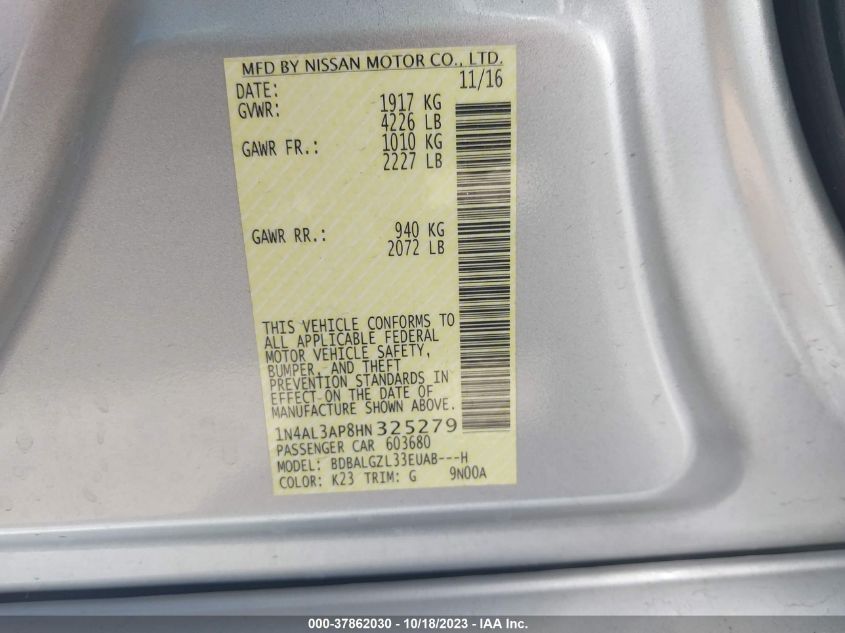 MFD BY NISSAN MOTOR CO., LTD.
DATE: 11/16
GVWR: 1917 KG
4226 LB
GAWR FR.: 1010 KG
2227 LB
GAWR RR.: 940 KG
2072 LB
THIS VEHICLE CONFORMS TO
ALL APPLICABLE FEDERAL
MOTOR VEHICLE SAFETY,
BUMPER, AND THEFT
PREVENTION STANDARDS IN
EFFECT ON THE DATE OF
MANUFACTURE SHOWN ABOVE.
1N4AL3AP8HN325279
PASSENGER CAR 603680
MODEL: BDBALGZL33EUAB---H
COLOR: K23 TRIM: G 9N00A
000-37862030 - 10/18/2023 - IAA Inc.